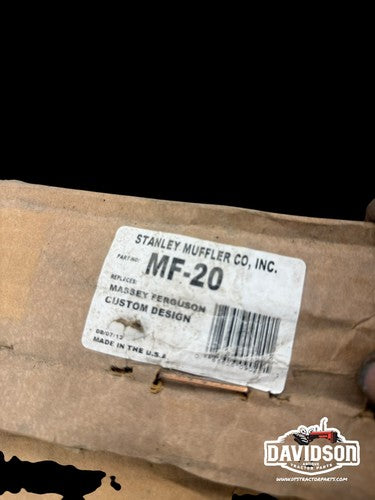 STANLEY MUFFLER CO, INC.
PART NO: MF-20
REPLACES:
MASSEY FERGUSON
CUSTOM DESIGN
MADE IN THE U.S.A.
DAVIDSON
TRACTOR PARTS
WWW.DTSTRACTORPARTS.COM